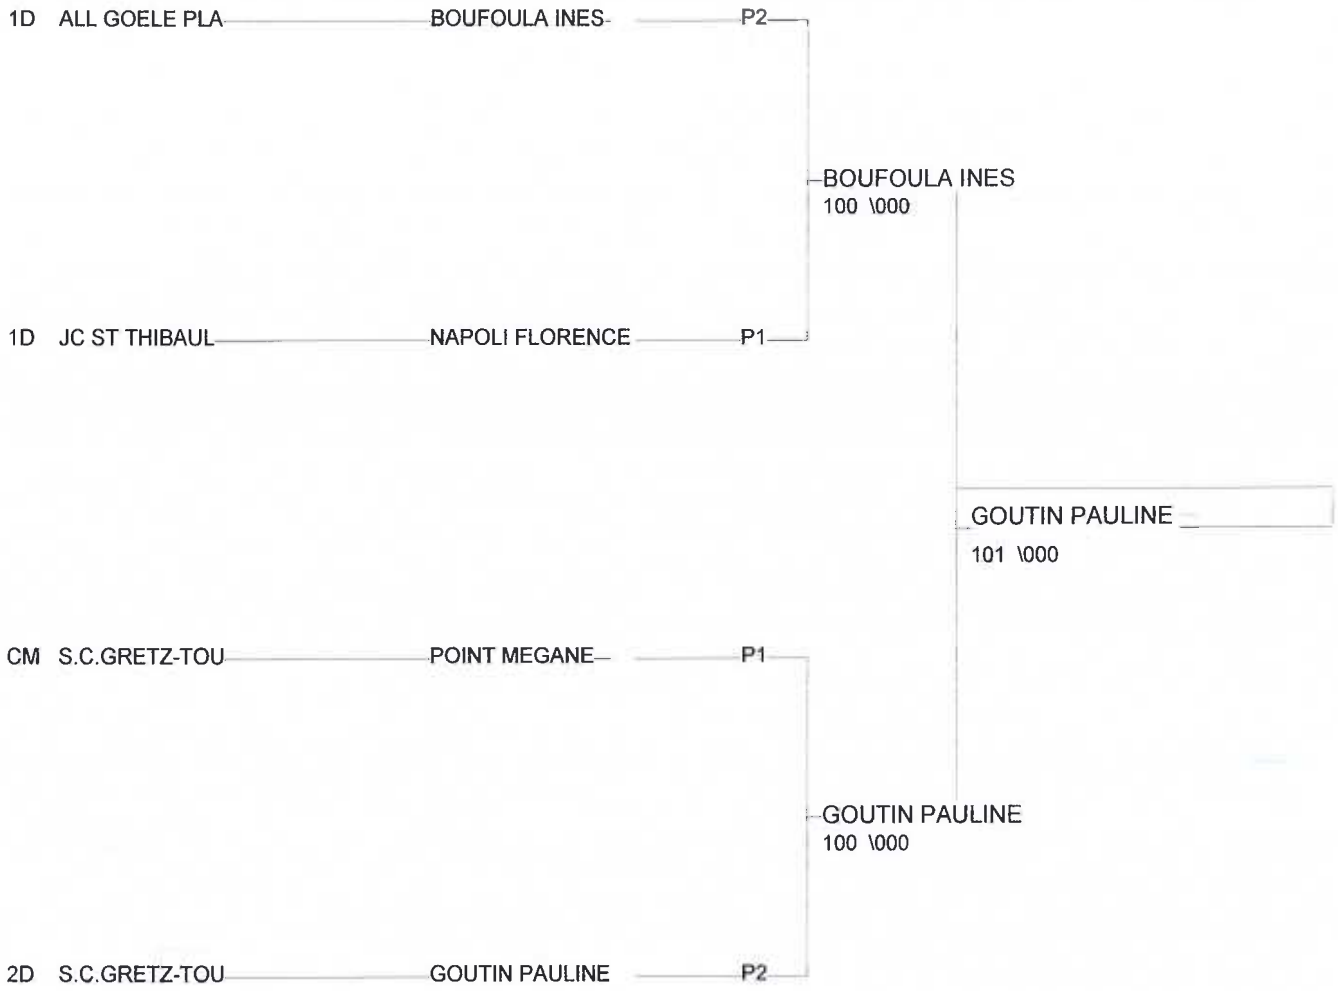 1D ALL GOELE PLA BOUFOULA INES P2
BOUFOULA INES
100 \000
1D JC ST THIBAUL NAPOLI FLORENCE P1
GOUTIN PAULINE
101 \000
CM S.C.GRETZ-TOU POINT MEGANE P1
GOUTIN PAULINE
100 \000
2D S.C.GRETZ-TOU GOUTIN PAULINE P2